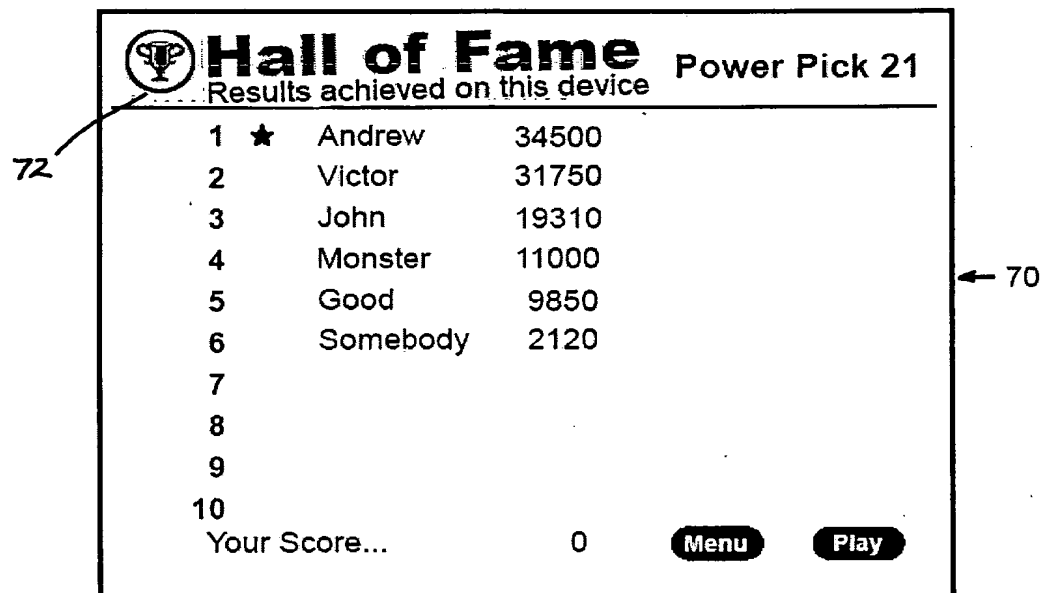 Hall of Fame Power Pick 21
Results achieved on this device
1 ★ Andrew 34500
72
2 Victor 31750
3 John 19310
4 Monster 11000
70
5 Good 9850
6 Somebody 2120
7
8
9
10
Your Score... 0 Menu Play